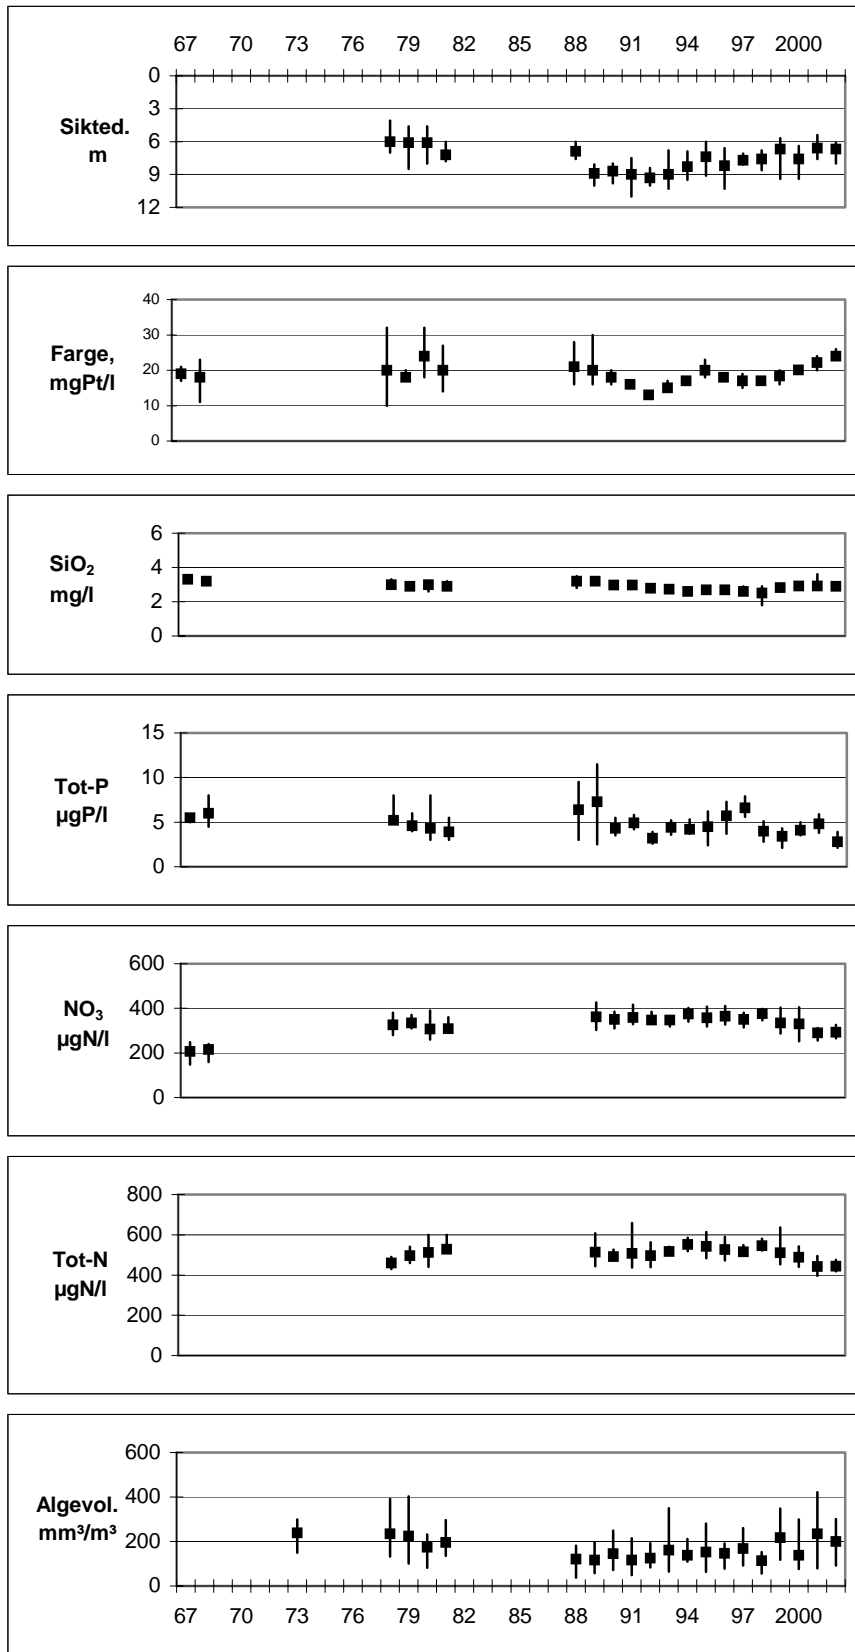 67 70 73 76 79 82 85 88 91 94 97 2000
0
3
Sikted.
6
m
9
12
40
30
Farge,
20
mgPt/l
10
0
6
SiO₂
4
mg/l
2
0
15
Tot-P
10
µgP/l
5
0
600
NO₃
400
µgN/l
200
0
800
600
Tot-N
400
µgN/l
200
0
600
Algevol.
400
mm³/m³
200
0
67 70 73 76 79 82 85 88 91 94 97 2000